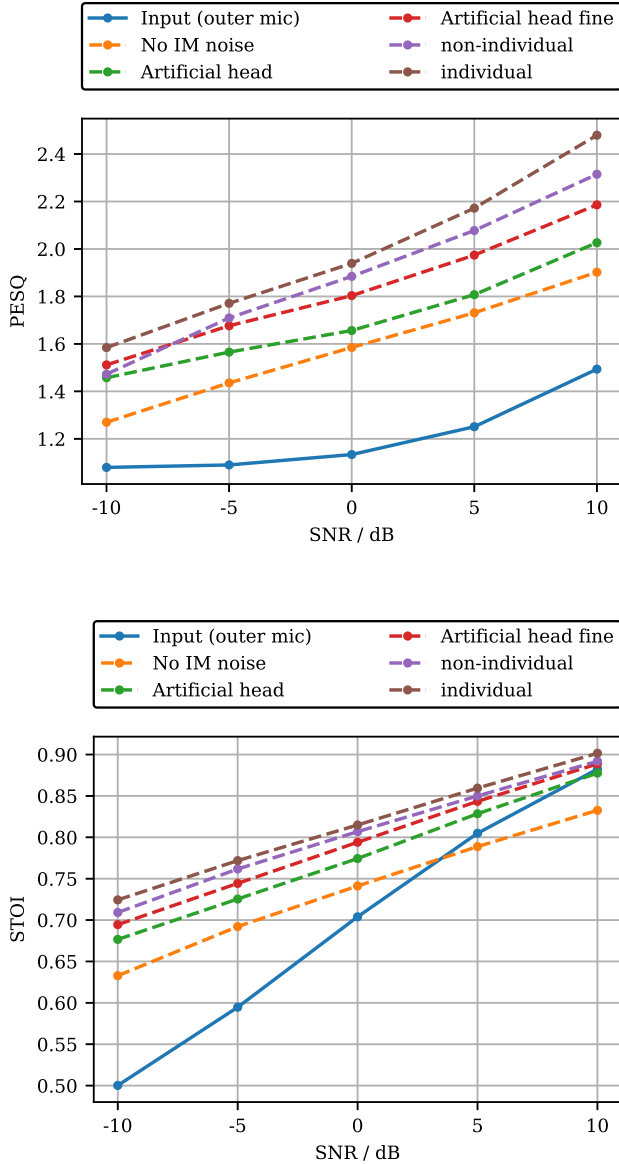 Input (outer mic) Artificial head fine
No IM noise non-individual
Artificial head individual
2.4
2.2
2.0
1.8
1.6
1.4
1.2
PESQ
-10 -5 0 5 10
SNR / dB
Input (outer mic) Artificial head fine
No IM noise non-individual
Artificial head individual
0.90
0.85
0.80
0.75
0.70
0.65
0.60
0.55
0.50
STOI
-10 -5 0 5 10
SNR / dB